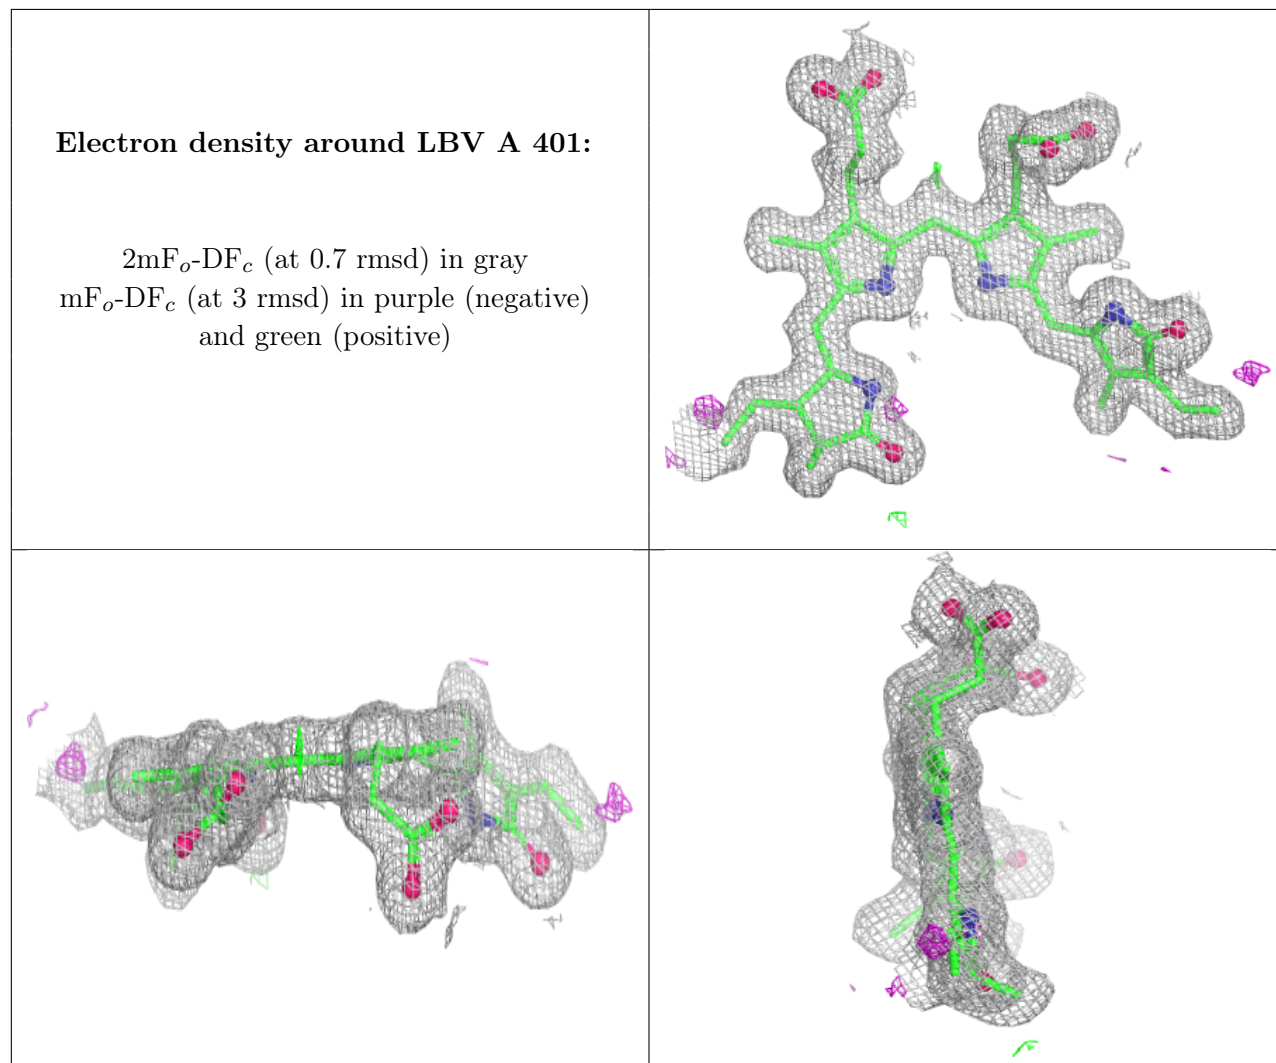 Electron density around LBV A 401:
2mFo-DFc (at 0.7 rmsd) in gray
mFo-DFc (at 3 rmsd) in purple (negative)
and green (positive)